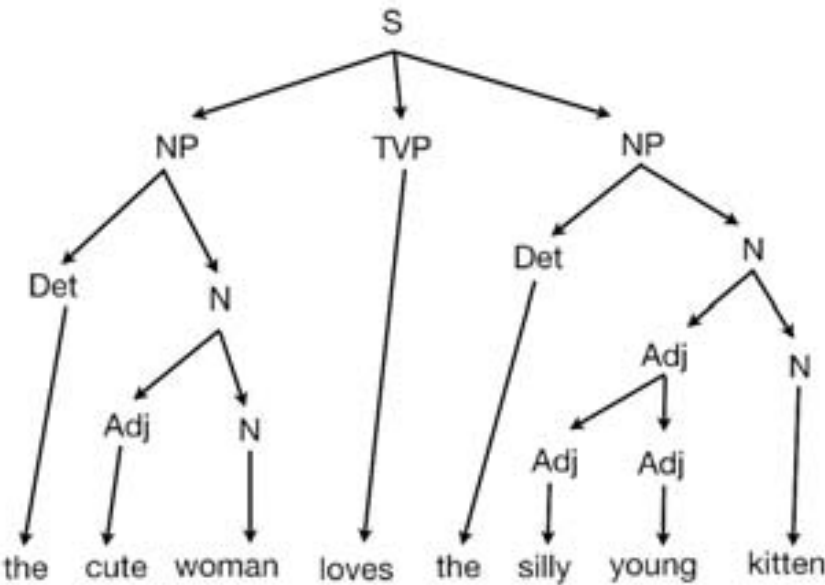 S
NP TVP NP
Det N Det N
Adj N Adj N
Adj Adj
the cute woman loves the silly young kitten